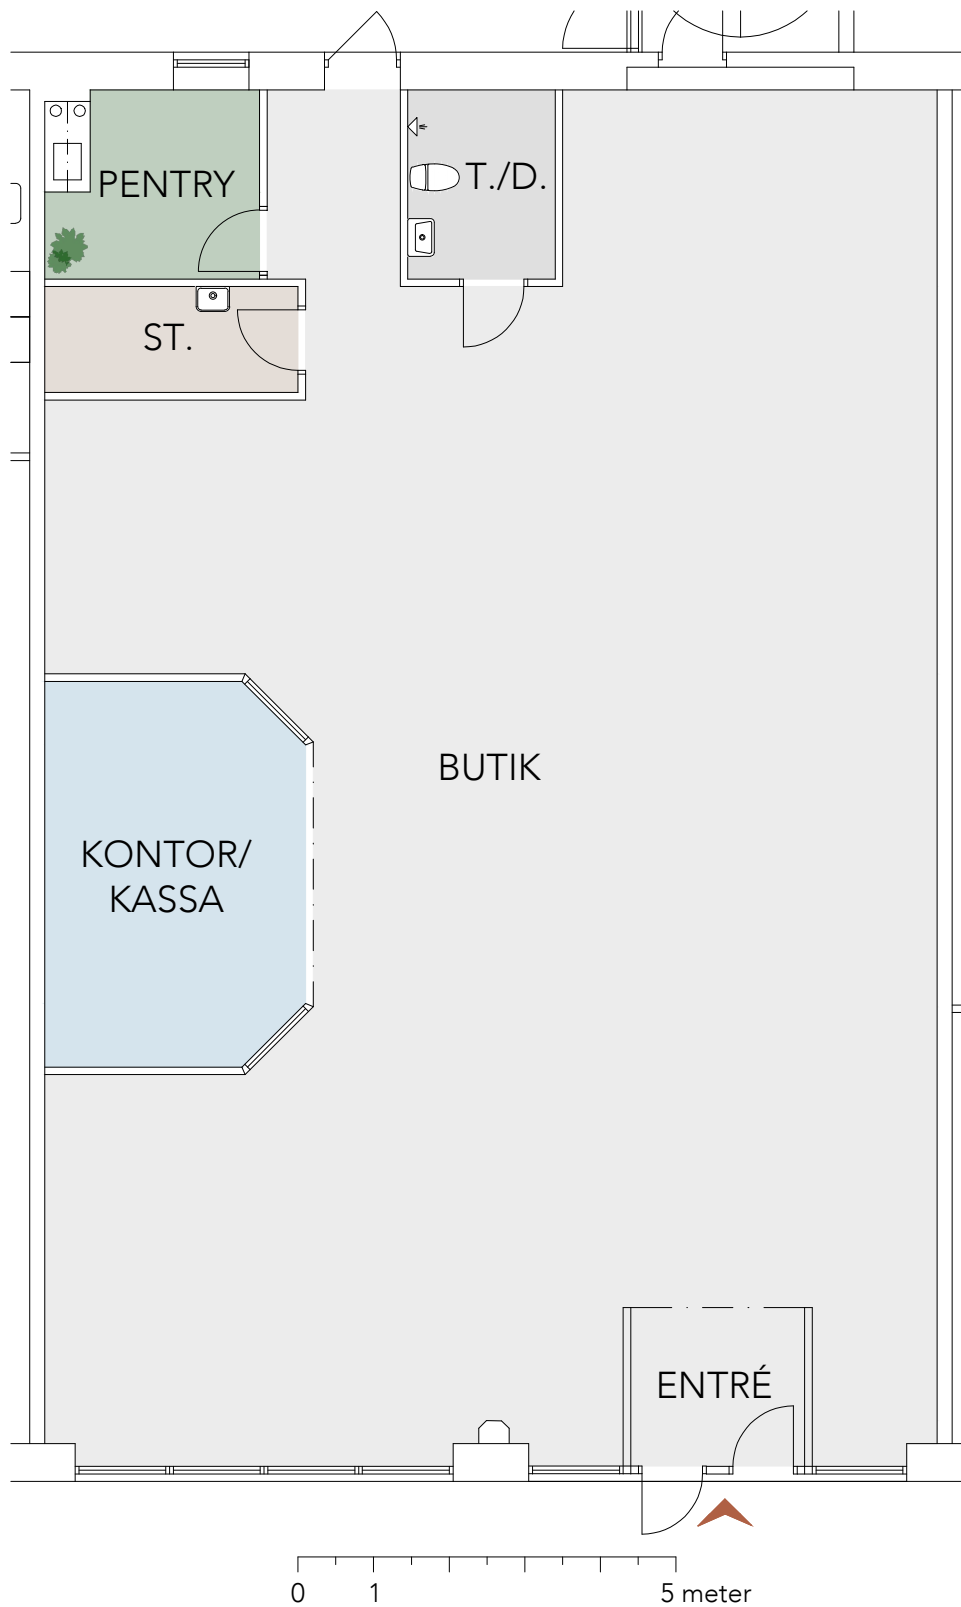 PENTRY
T./D.
ST.
BUTIK
KONTOR/
KASSA
ENTRÉ
0 1 5 meter